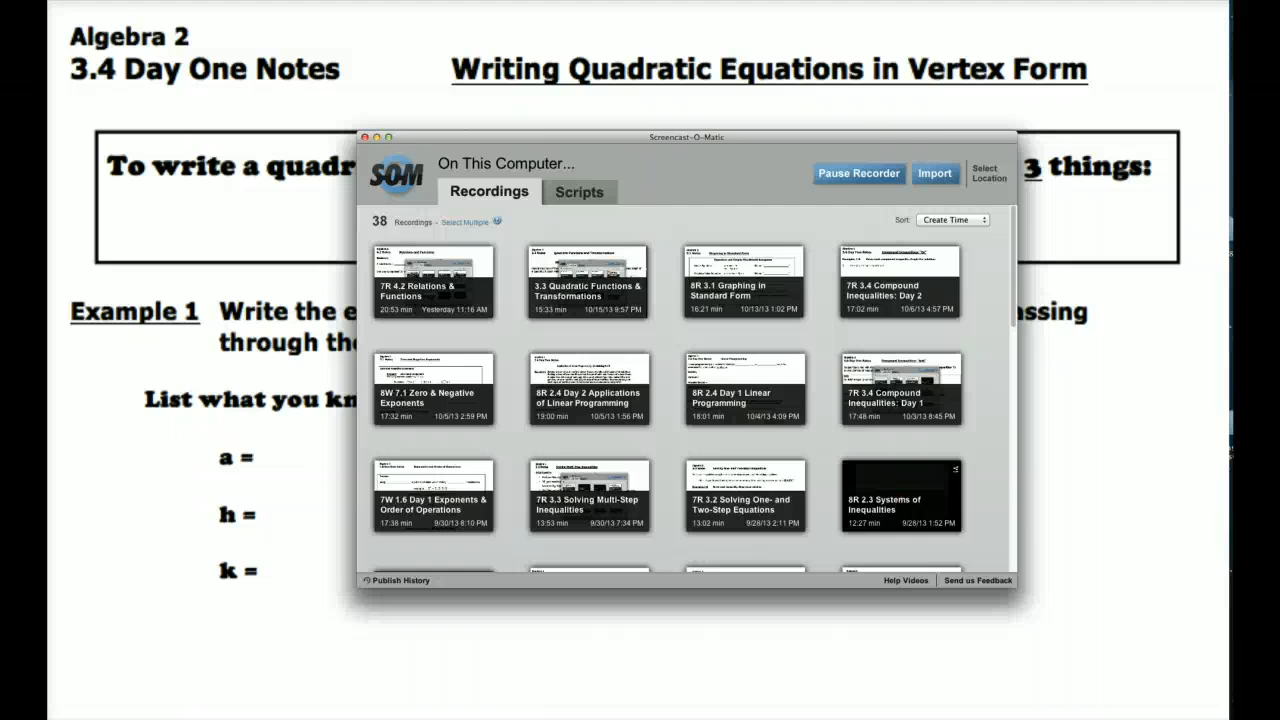 Algebra 2
3.4 Day One Notes
Writing Quadratic Equations in Vertex Form
To write a quadr
3 things:
Example 1 Write the e
assing
through the
List what you kn
a =
h =
k =
Screencast-O-Matic
SOM
On This Computer...
Recordings
Scripts
Pause Recorder
Import
Select
Location
38 Recordings - Select Multiple
Sort: Create Time
7R 4.2 Relations &
Functions
20:53 min Yesterday 11:16 AM
3.3 Quadratic Functions &
Transformations
15:33 min 10/15/13 9:57 PM
8R 3.1 Graphing in
Standard Form
16:21 min 10/13/13 1:02 PM
7R 3.4 Compound
Inequalities: Day 2
17:02 min 10/6/13 4:57 PM
8W 7.1 Zero & Negative
Exponents
17:32 min 10/5/13 2:59 PM
8R 2.4 Day 2 Applications
of Linear Programming
19:00 min 10/5/13 1:56 PM
8R 2.4 Day 1 Linear
Programming
18:01 min 10/4/13 4:09 PM
7R 3.4 Compound
Inequalities: Day 1
17:48 min 10/3/13 8:45 PM
7W 1.6 Day 1 Exponents &
Order of Operations
17:38 min 9/30/13 8:10 PM
7R 3.3 Solving Multi-Step
Inequalities
13:53 min 9/30/13 7:34 PM
7R 3.2 Solving One- and
Two-Step Equations
13:02 min 9/28/13 2:11 PM
8R 2.3 Systems of
Inequalities
12:27 min 9/28/13 1:52 PM
Publish History
Help Videos
Send us Feedback